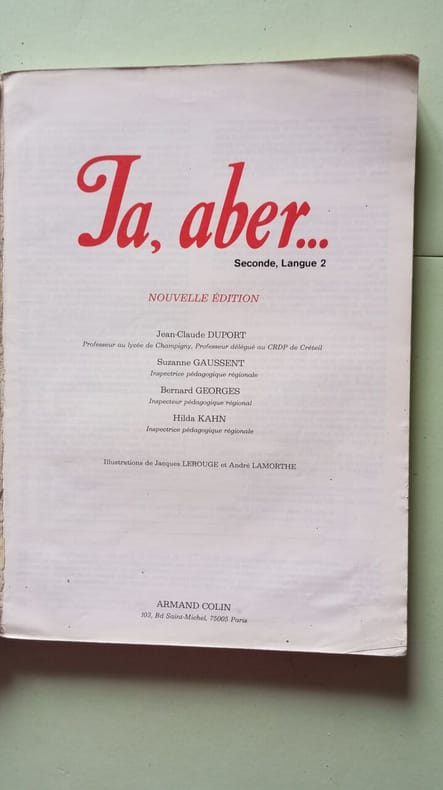 Ja, aber...
Seconde, Langue 2
NOUVELLE ÉDITION
Jean-Claude DUPORT
Professeur au lycée de Champigny, Professeur délégué au CRDP de Créteil
Suzanne GAUSSENT
Inspectrice pédagogique régionale
Bernard GEORGES
Inspecteur pédagogique régional
Hilda KAHN
Inspectrice pédagogique régionale
Illustrations de Jacques LEROUGE et André LAMORTHE
ARMAND COLIN
103, Bd Saint-Michel, 75005 Paris